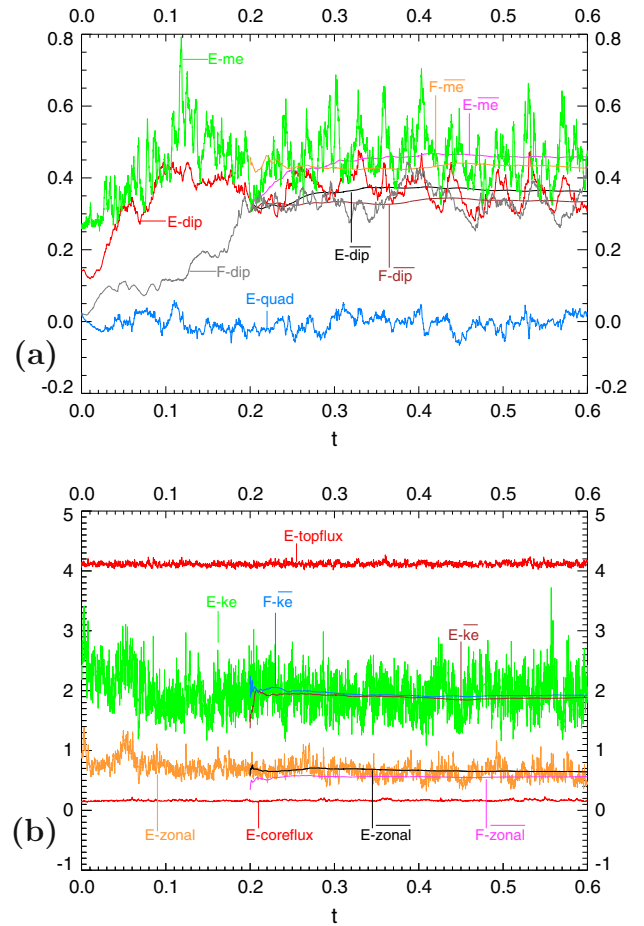 0.0 0.1 0.2 0.3 0.4 0.5 0.6
0.8 0.8
E-me
F-me
E-me
0.6 0.6
0.4 0.4
E-dip
E-dip
F-dip
F-dip
0.2 0.2
E-quad
0.0 0.0
(a)
-0.2 -0.2
0.0 0.1 0.2 0.3 0.4 0.5 0.6
t
0.0 0.1 0.2 0.3 0.4 0.5 0.6
5 5
E-topflux
4 4
E-ke F-ke E-ke
3 3
2 2
1 1
0 0
(b)
E-zonal E-coreflux E-zonal F-zonal
-1 -1
0.0 0.1 0.2 0.3 0.4 0.5 0.6
t